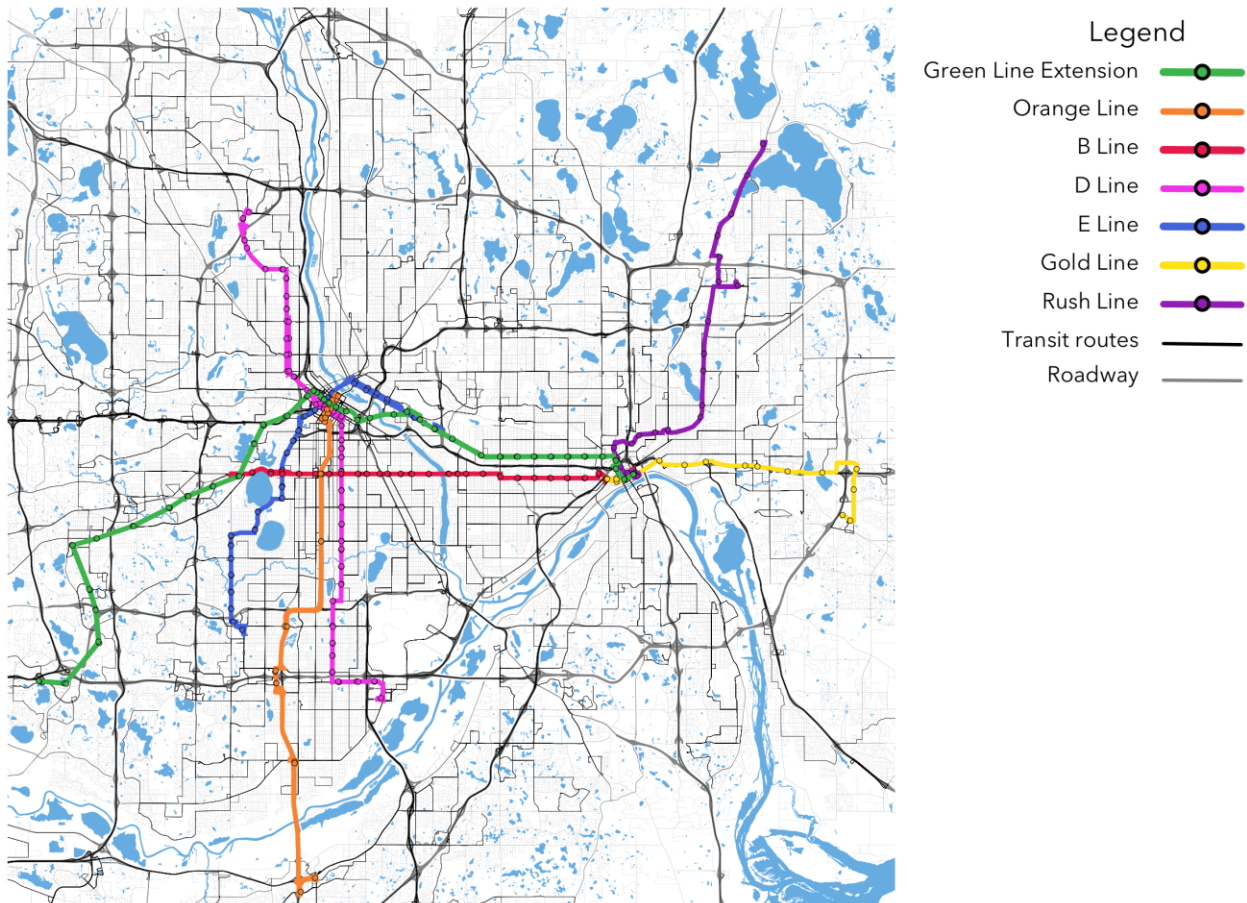 Legend
Green Line Extension
Orange Line
B Line
D Line
E Line
Gold Line
Rush Line
Transit routes
Roadway